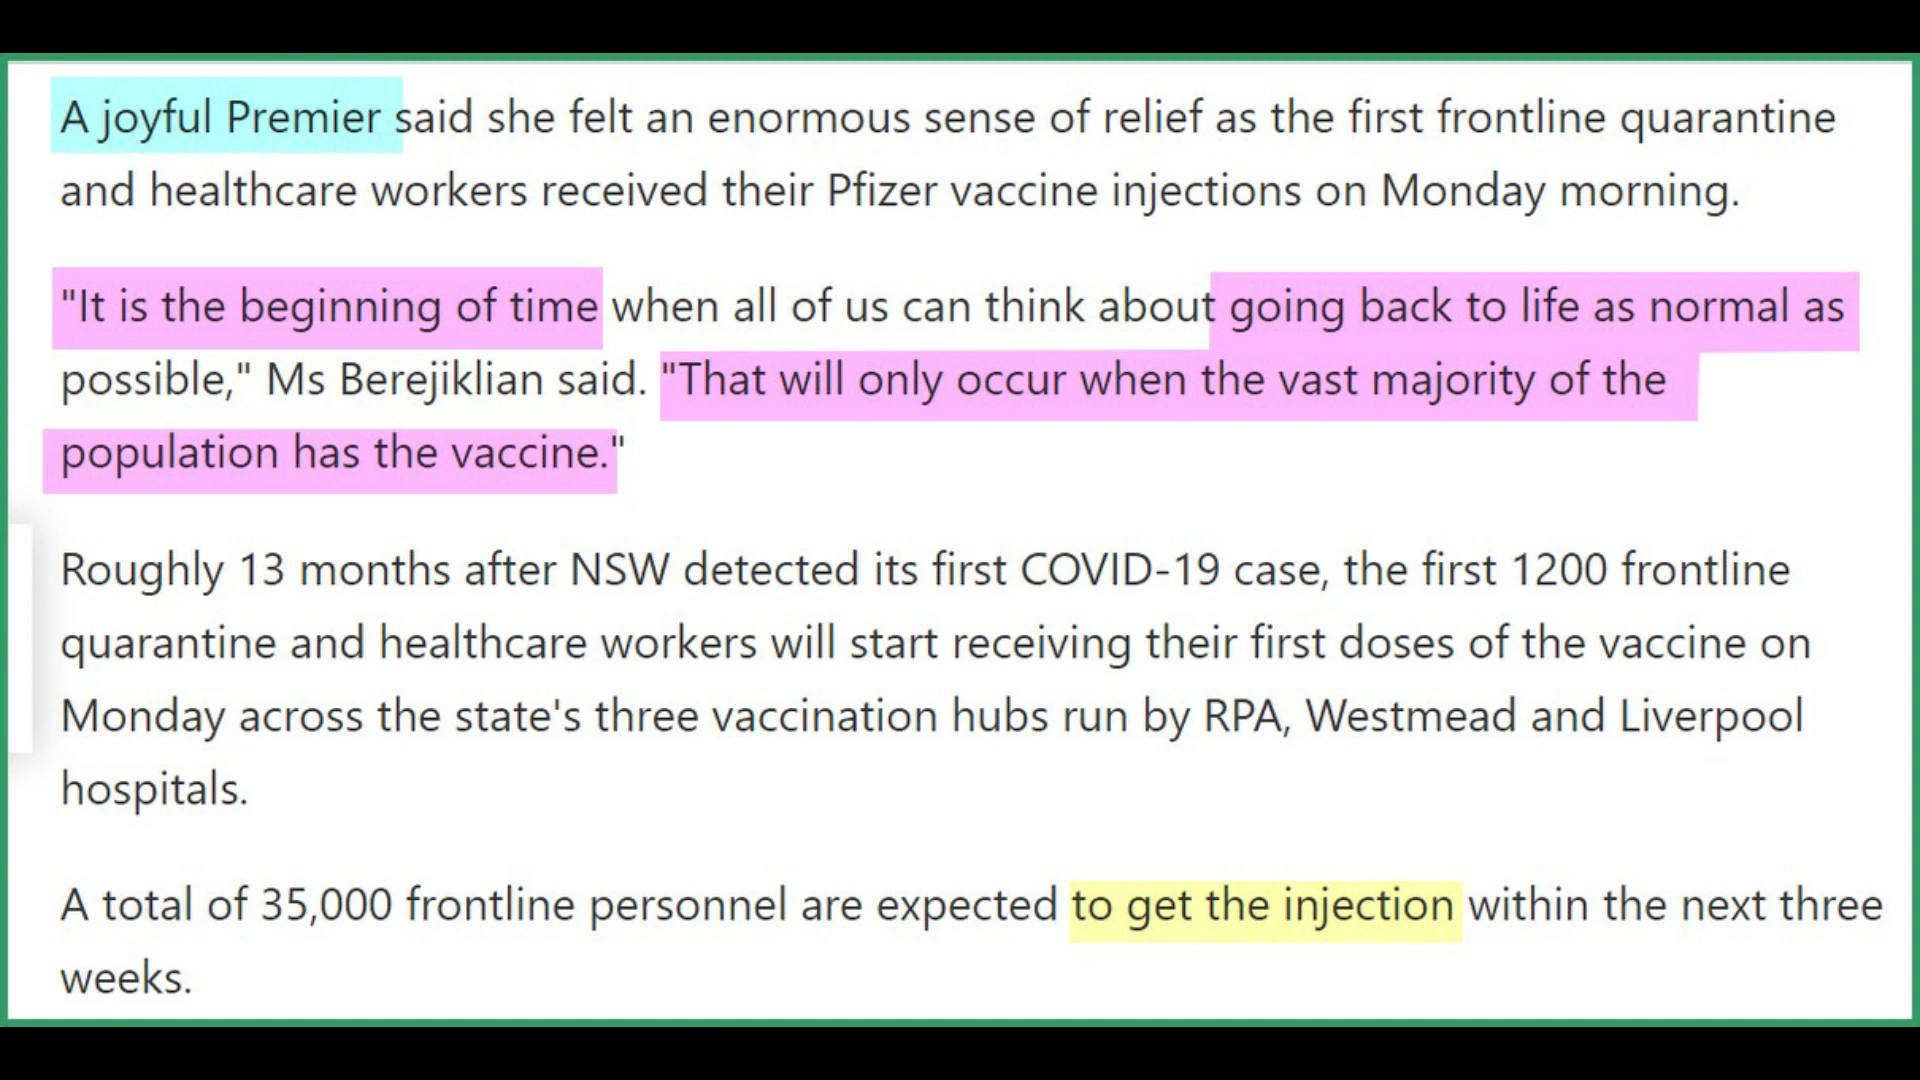 A joyful Premier said she felt an enormous sense of relief as the first frontline quarantine
and healthcare workers received their Pfizer vaccine injections on Monday morning.
"It is the beginning of time when all of us can think about going back to life as normal as
possible," Ms Berejiklian said. "That will only occur when the vast majority of the
population has the vaccine."
Roughly 13 months after NSW detected its first COVID-19 case, the first 1200 frontline
quarantine and healthcare workers will start receiving their first doses of the vaccine on
Monday across the state's three vaccination hubs run by RPA, Westmead and Liverpool
hospitals.
A total of 35,000 frontline personnel are expected to get the injection within the next three
weeks.